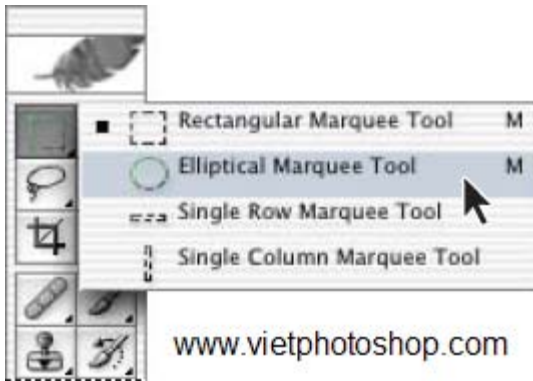 Rectangular Marquee Tool M
Elliptical Marquee Tool M
Single Row Marquee Tool
Single Column Marquee Tool
www.vietphotoshop.com